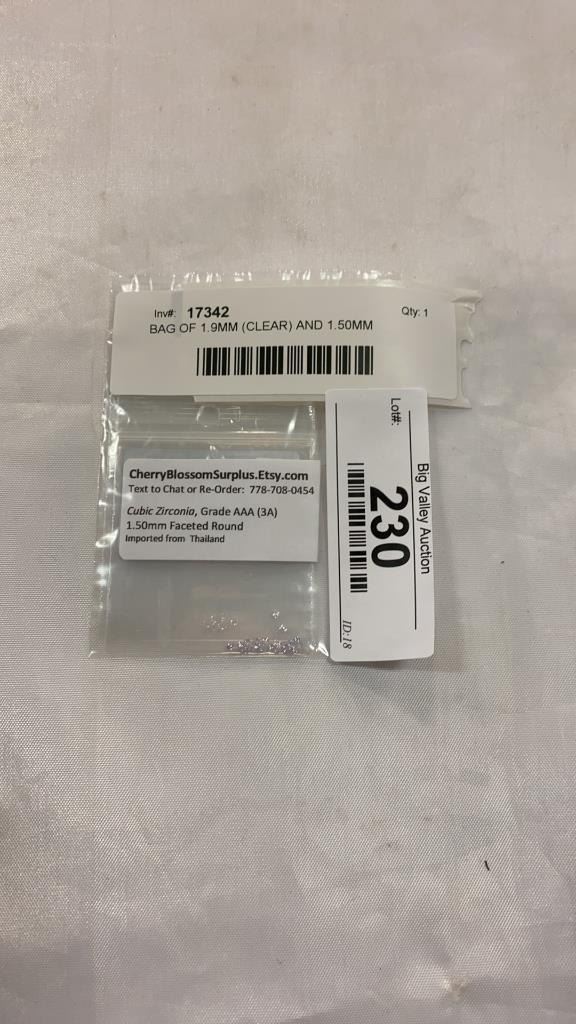 Inv#: 17342 Qty: 1
BAG OF 1.9MM (CLEAR) AND 1.50MM
CherryBlossomSurplus.Etsy.com
Text to Chat or Re-Order: 778-708-0454
Cubic Zirconia, Grade AAA (3A)
1.50mm Faceted Round
Imported from Thailand
Big Valley Auction
Lot#:
230
ID:18